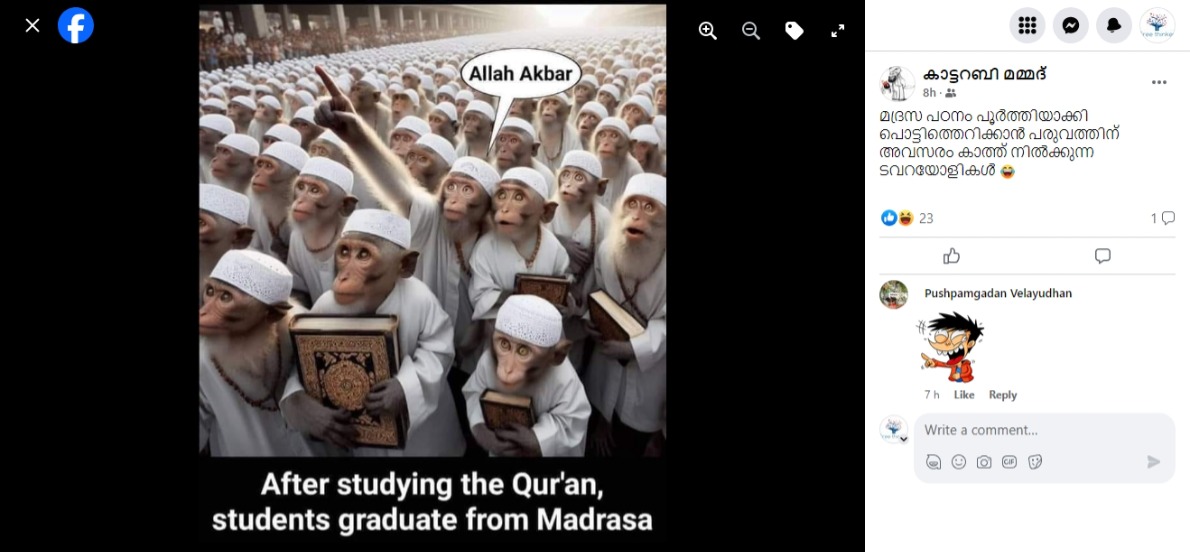 Allah Akbar
After studying the Qur'an,
students graduate from Madrasa
കാട്ടറബി മമ്മദ്
8h ·
മദ്രസ പഠനം പൂർത്തിയാക്കി
പൊട്ടിത്തെറിക്കാൻ പരുവത്തിന്
അവസരം കാത്ത് നിൽക്കുന്ന
ടവറയോളികൾ 😂
23
1
Pushpamgadan Velayudhan
7 h Like Reply
Write a comment...
GIF